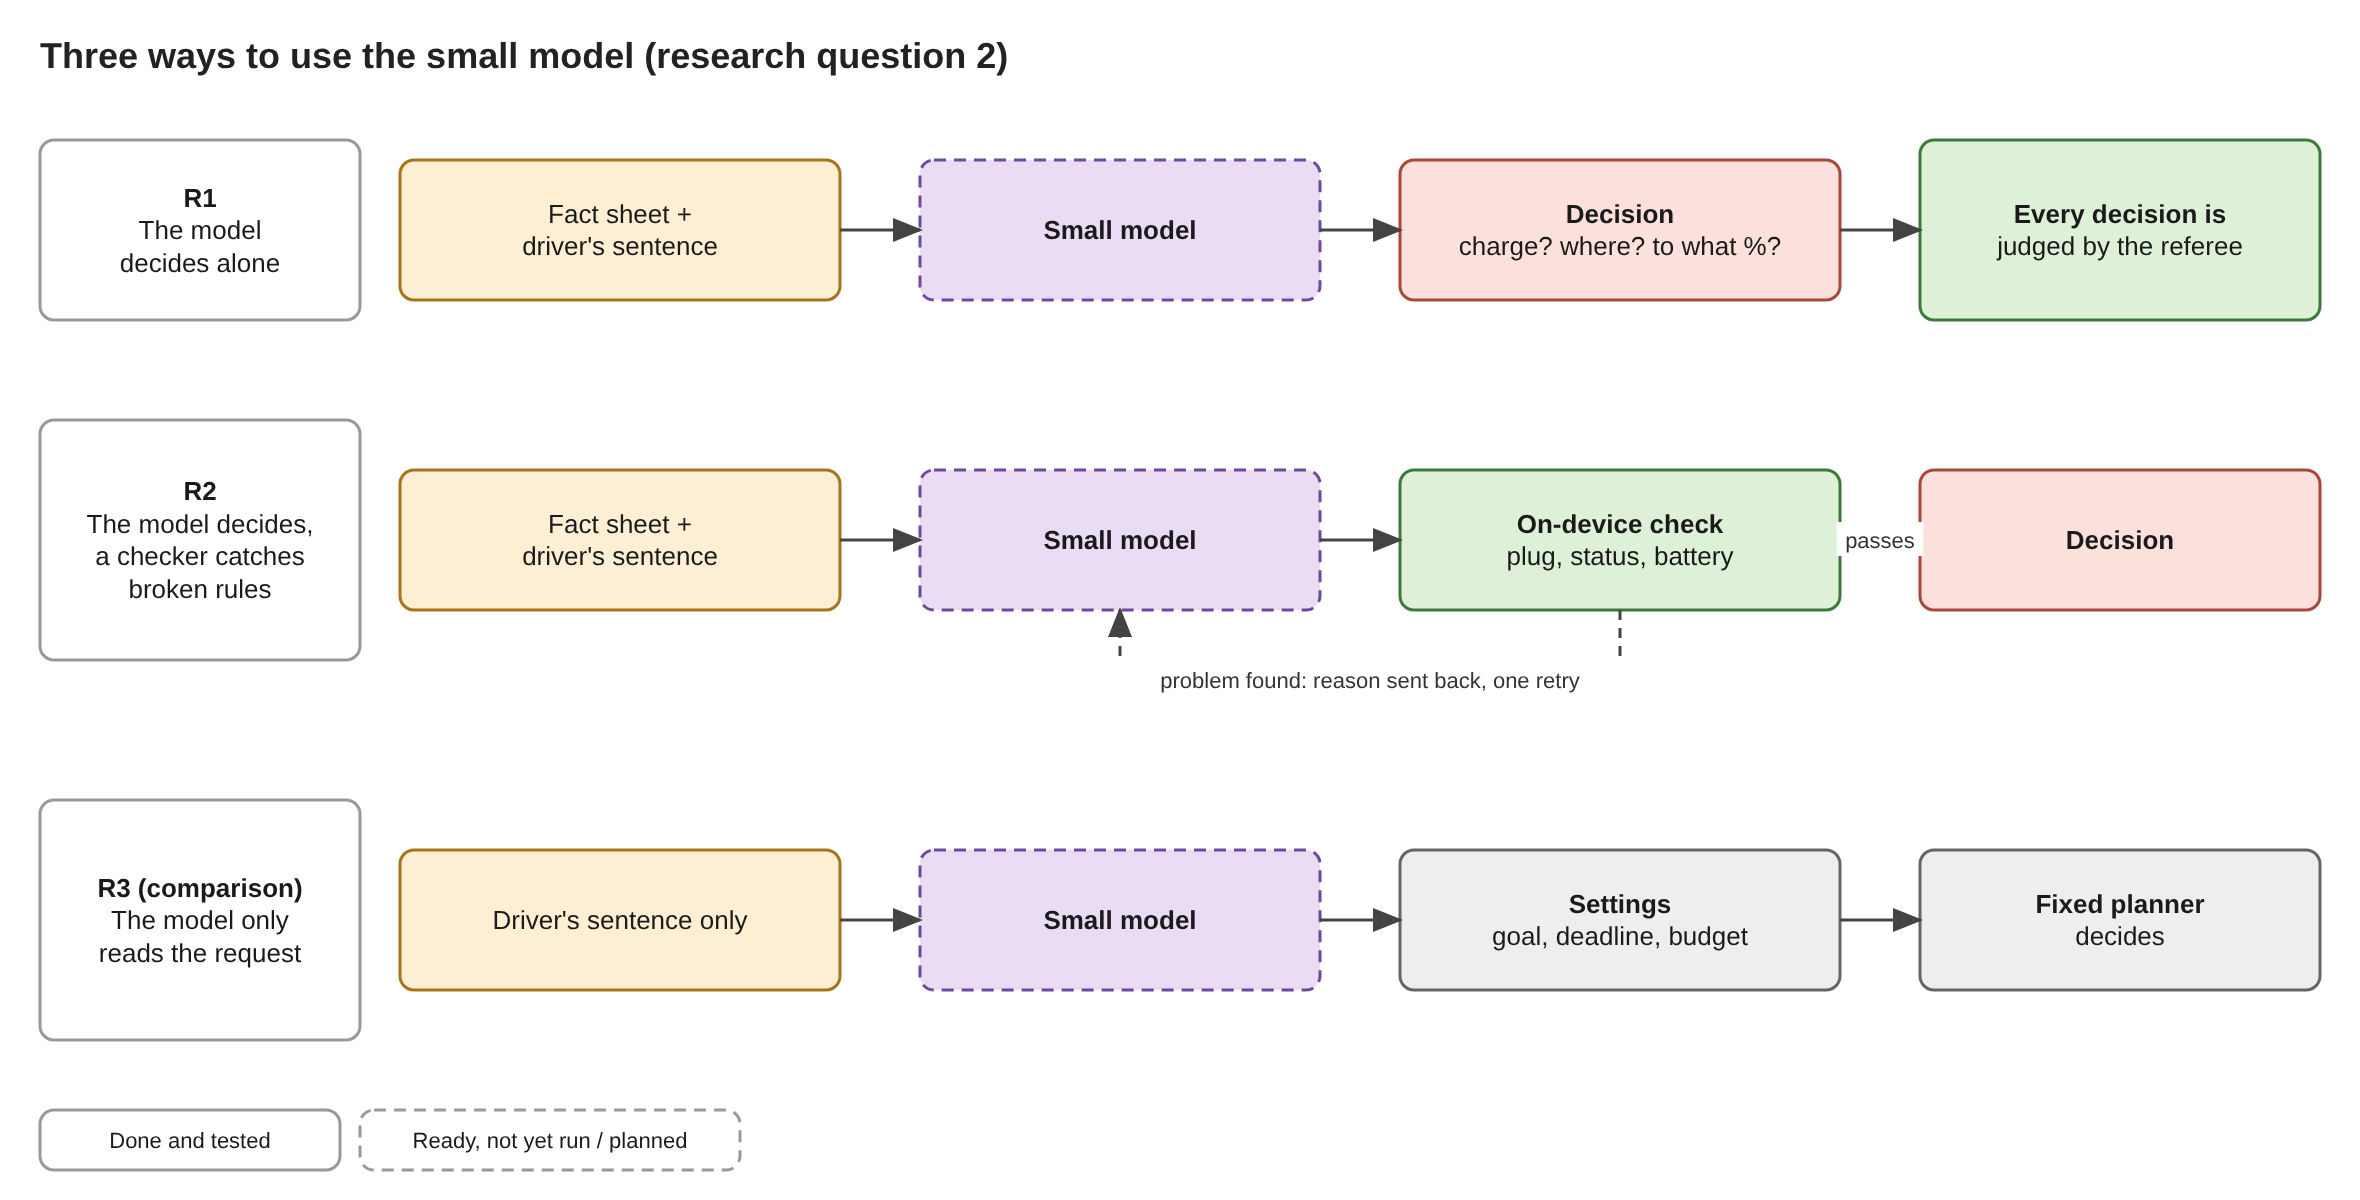 Three ways to use the small model (research question 2)
R1
The model
decides alone
Fact sheet +
driver's sentence
Small model
Decision
charge? where? to what %?
Every decision is
judged by the referee
R2
The model decides,
a checker catches
broken rules
Fact sheet +
driver's sentence
Small model
On-device check
plug, status, battery
passes
Decision
problem found: reason sent back, one retry
R3 (comparison)
The model only
reads the request
Driver's sentence only
Small model
Settings
goal, deadline, budget
Fixed planner
decides
Done and tested
Ready, not yet run / planned